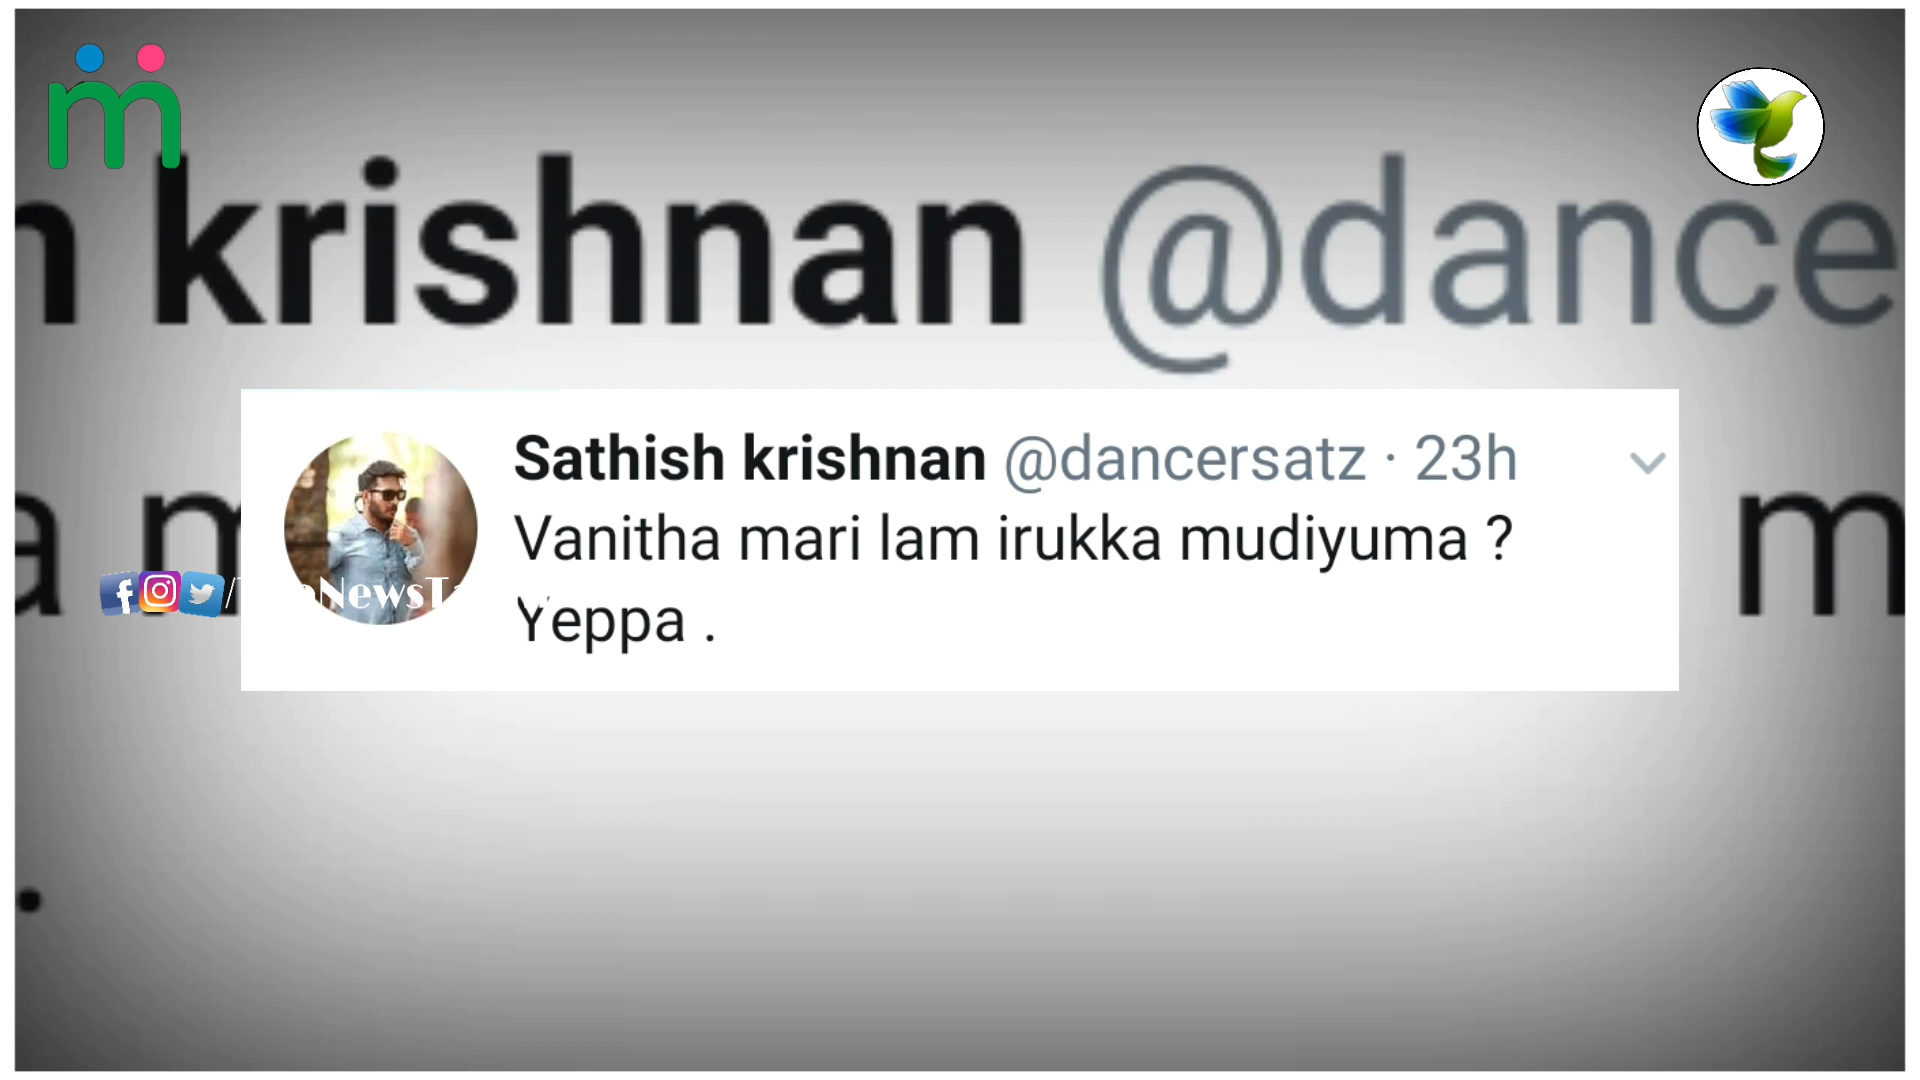 krishnan @dance
Sathish krishnan @dancersatz · 23h
Vanitha mari lam irukka mudiyuma ?
Yeppa .